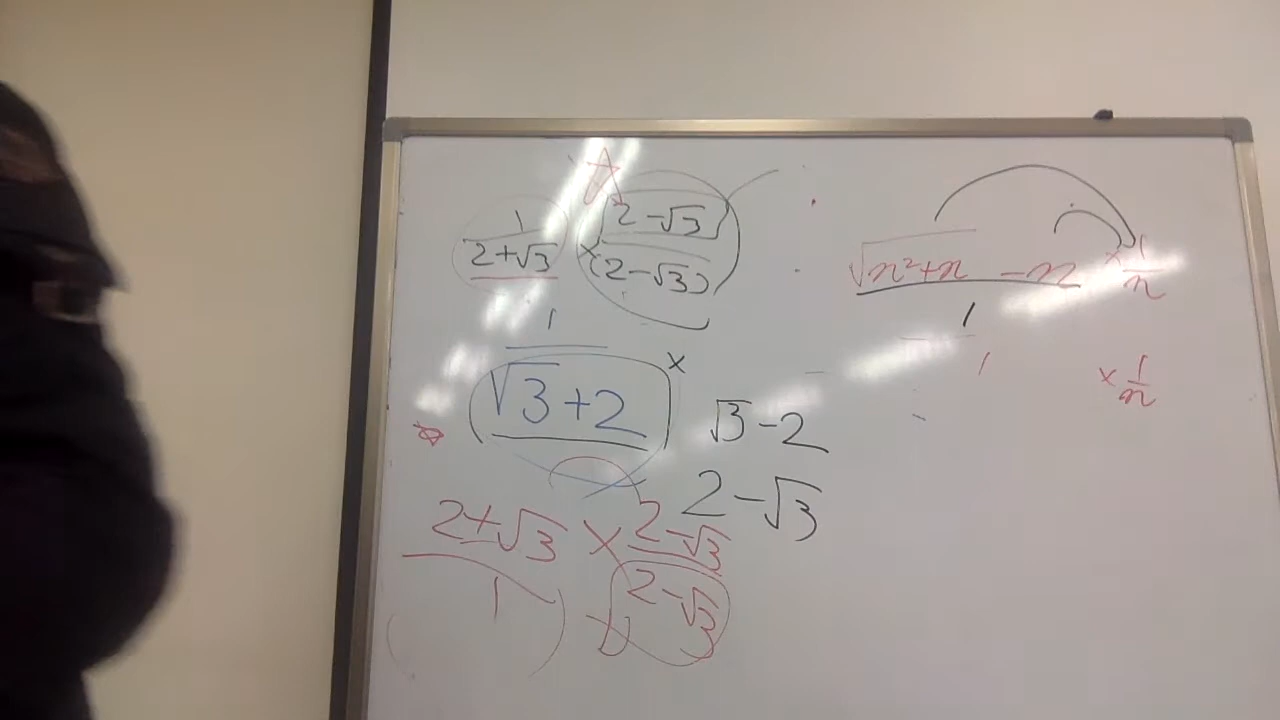 1 / 2+√3 × (2-√3) / (2-√3)
1 / √3+2 ×
√3-2
2-√3
2+√3 / 1 × 2-√3 / 2-√3
√n²+n - n / 1 × 1/n
1 × 1/n